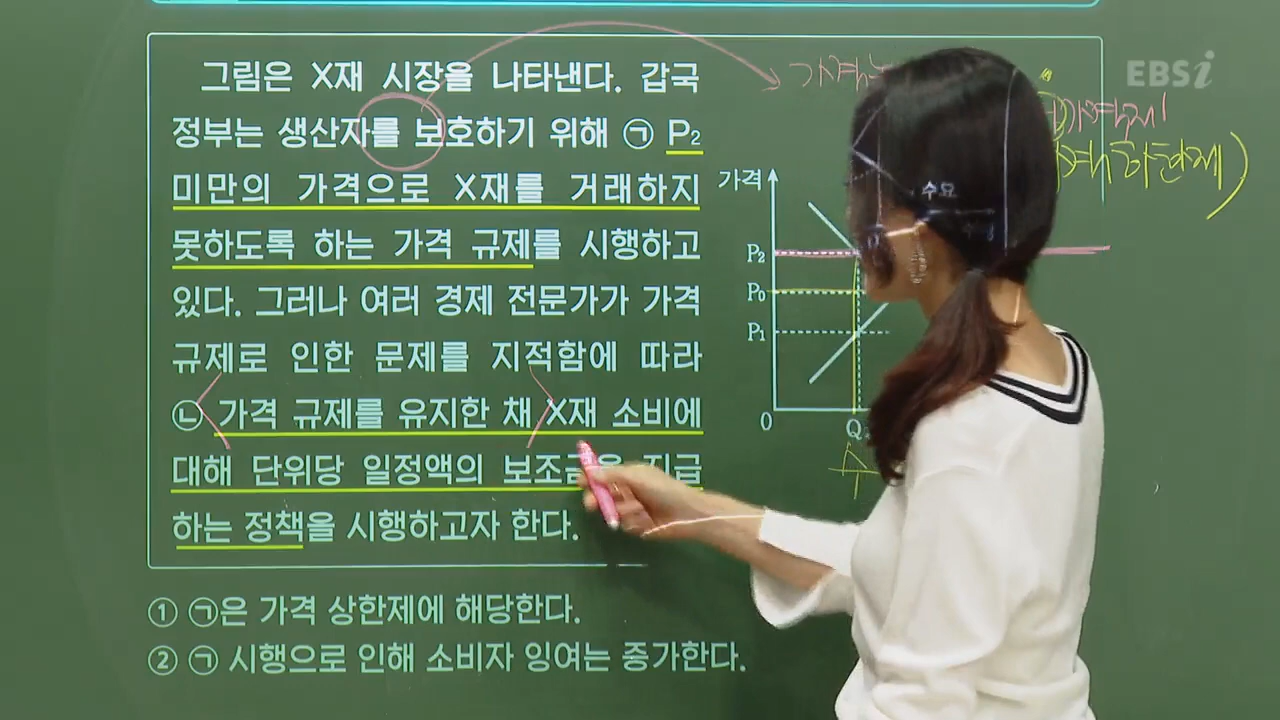 EBSi
그림은 X재 시장을 나타낸다. 갑국
정부는 생산자를 보호하기 위해 ㉠ P₂
미만의 가격으로 X재를 거래하지
못하도록 하는 가격 규제를 시행하고
있다. 그러나 여러 경제 전문가가 가격
규제로 인한 문제를 지적함에 따라
㉡ 가격 규제를 유지한 채 X재 소비에
대해 단위당 일정액의 보조금을 지급
하는 정책을 시행하고자 한다.
가격
수요
P₂
P₀
P₁
0
Q
① ㉠은 가격 상한제에 해당한다.
② ㉠ 시행으로 인해 소비자 잉여는 증가한다.